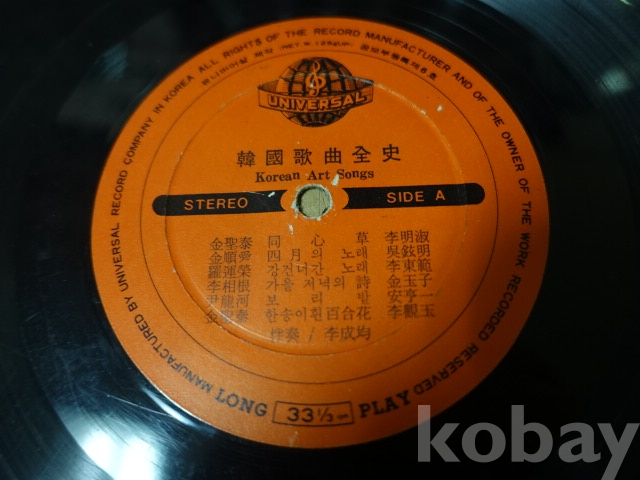 MANUFACTURED BY UNIVERSAL RECORD COMPANY IN KOREA ALL RIGHTS OF THE RECORD MANUFACTURER AND OF THE OWNER OF THE WORK RECORDED RESERVED
UNIVERSAL
韓國歌曲全史
Korean Art Songs
STEREO SIDE A
金聖泰 同心草 李明淑
金順愛 四月의 노래 吳鉉明
羅運榮 강건너간 노래 李東範
李相根 가을 저녁의 詩 金玉子
尹龍河 보리밭 安亨一
金聖泰 한송이흰百合花 李觀玉
伴奏 / 李成均
LONG 33⅓ PLAY
kobay